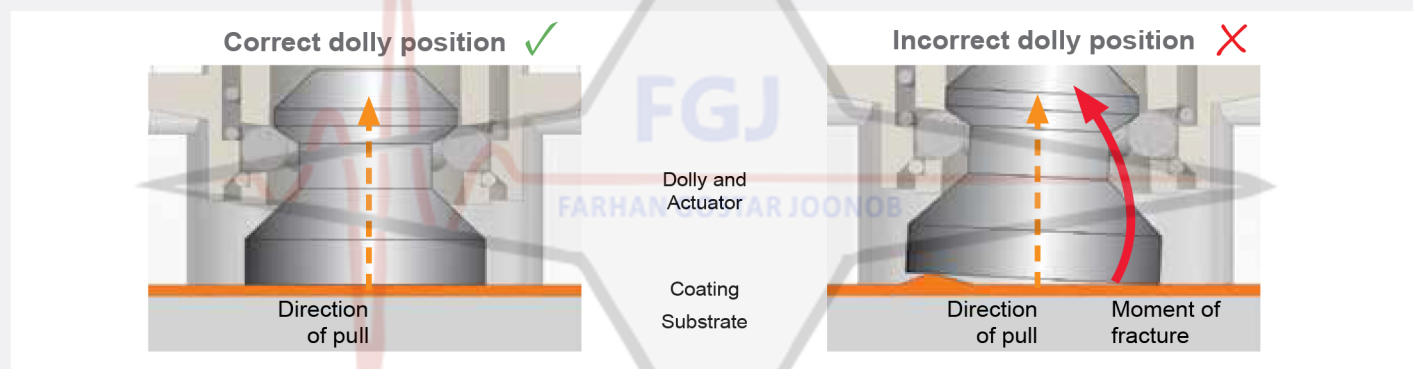 Correct dolly position
Incorrect dolly position
FGJ
Dolly and
Actuator
FARHAN GOSTAR JOONOB
Coating
Substrate
Direction
of pull
Direction
of pull
Moment of
fracture